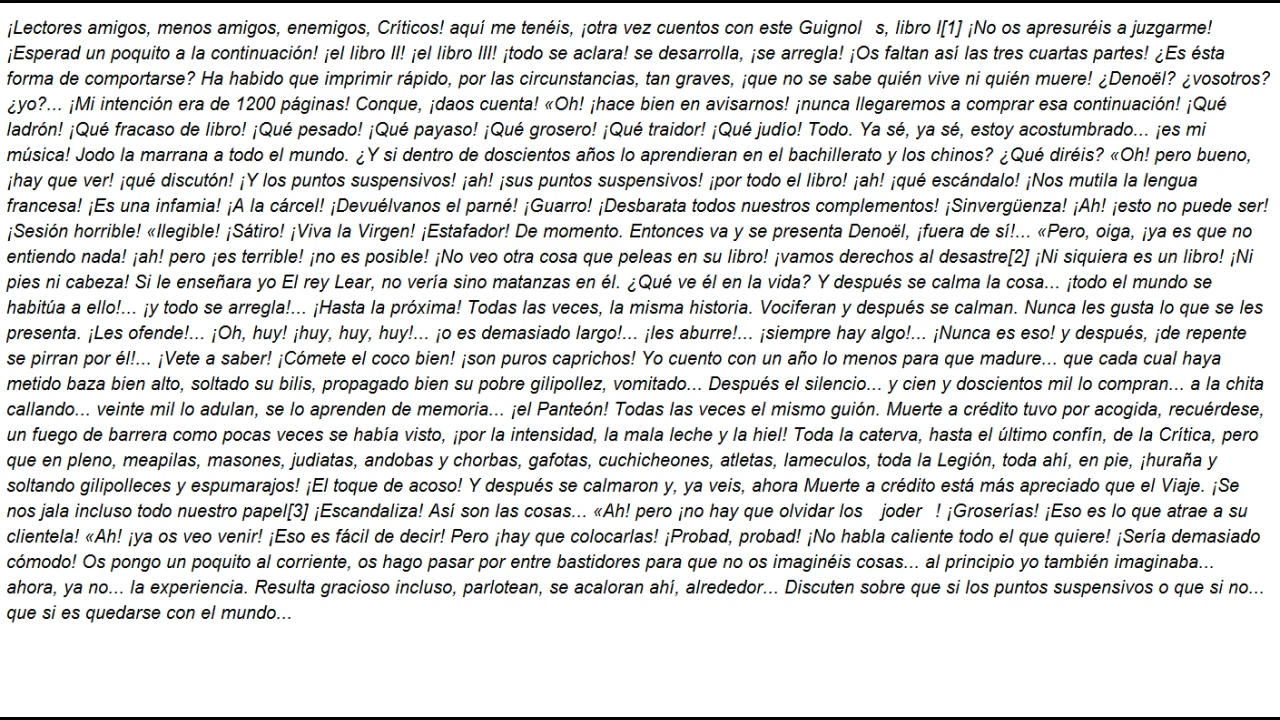 ¡Lectores amigos, menos amigos, enemigos, Críticos! aquí me tenéis, ¡otra vez cuentos con este Guignol s, libro I[1] ¡No os apresuréis a juzgarme!
¡Esperad un poquito a la continuación! ¡el libro II! ¡el libro III! ¡todo se aclara! se desarrolla, ¡se arregla! ¡Os faltan así las tres cuartas partes! ¿Es ésta
forma de comportarse? Ha habido que imprimir rápido, por las circunstancias, tan graves, ¡que no se sabe quién vive ni quién muere! ¿Denoël? ¿vosotros?
¿yo?... ¡Mi intención era de 1200 páginas! Conque, ¡daos cuenta! «Oh! ¡hace bien en avisarnos! ¡nunca llegaremos a comprar esa continuación! ¡Qué
ladrón! ¡Qué fracaso de libro! ¡Qué pesado! ¡Qué payaso! ¡Qué grosero! ¡Qué traidor! ¡Qué judío! Todo. Ya sé, ya sé, estoy acostumbrado... ¡es mi
música! Jodo la marrana a todo el mundo. ¿Y si dentro de doscientos años lo aprendieran en el bachillerato y los chinos? ¿Qué diréis? «Oh! pero bueno,
¡hay que ver! ¡qué discutón! ¡Y los puntos suspensivos! ¡ah! ¡sus puntos suspensivos! ¡por todo el libro! ¡ah! ¡qué escándalo! ¡Nos mutila la lengua
francesa! ¡Es una infamia! ¡A la cárcel! ¡Devuélvanos el parné! ¡Guarro! ¡Desbarata todos nuestros complementos! ¡Sinvergüenza! ¡Ah! ¡esto no puede ser!
¡Sesión horrible! «Ilegible! ¡Sátiro! ¡Viva la Virgen! ¡Estafador! De momento. Entonces va y se presenta Denoël, ¡fuera de sí!... «Pero, oiga, ¡ya es que no
entiendo nada! ¡ah! pero ¡es terrible! ¡no es posible! ¡No veo otra cosa que peleas en su libro! ¡vamos derechos al desastre[2] ¡Ni siquiera es un libro! ¡Ni
pies ni cabeza! Si le enseñara yo El rey Lear, no vería sino matanzas en él. ¿Qué ve él en la vida? Y después se calma la cosa... ¡todo el mundo se
habitúa a ello!... ¡y todo se arregla!... ¡Hasta la próxima! Todas las veces, la misma historia. Vociferan y después se calman. Nunca les gusta lo que se les
presenta. ¡Les ofende!... ¡Oh, huy! ¡huy, huy, huy!... ¡o es demasiado largo!... ¡les aburre!... ¡siempre hay algo!... ¡Nunca es eso! y después, ¡de repente
se pirran por él!... ¡Vete a saber! ¡Cómete el coco bien! ¡son puros caprichos! Yo cuento con un año lo menos para que madure... que cada cual haya
metido baza bien alto, soltado su bilis, propagado bien su pobre gilipollez, vomitado... Después el silencio... y cien y doscientos mil lo compran... a la chita
callando... veinte mil lo adulan, se lo aprenden de memoria... ¡el Panteón! Todas las veces el mismo guión. Muerte a crédito tuvo por acogida, recuérdese,
un fuego de barrera como pocas veces se había visto, ¡por la intensidad, la mala leche y la hiel! Toda la caterva, hasta el último confín, de la Crítica, pero
que en pleno, meapilas, masones, judiatas, andobas y chorbas, gafotas, cuchicheones, atletas, lameculos, toda la Legión, toda ahí, en pie, ¡huraña y
soltando gilipolleces y espumarajos! ¡El toque de acoso! Y después se calmaron y, ya veis, ahora Muerte a crédito está más apreciado que el Viaje. ¡Se
nos jala incluso todo nuestro papel[3] ¡Escandaliza! Así son las cosas... «Ah! pero ¡no hay que olvidar los joder ! ¡Groserías! ¡Eso es lo que atrae a su
clientela! «Ah! ¡ya os veo venir! ¡Eso es fácil de decir! Pero ¡hay que colocarlas! ¡Probad, probad! ¡No habla caliente todo el que quiere! ¡Sería demasiado
cómodo! Os pongo un poquito al corriente, os hago pasar por entre bastidores para que no os imaginéis cosas... al principio yo también imaginaba...
ahora, ya no... la experiencia. Resulta gracioso incluso, parlotean, se acaloran ahí, alrededor... Discuten sobre que si los puntos suspensivos o que si no...
que si es quedarse con el mundo...